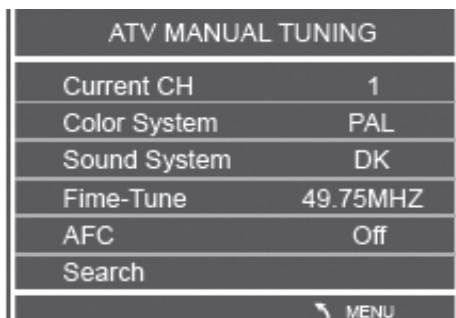 ATV MANUAL TUNING
Current CH 1
Color System PAL
Sound System DK
Fime-Tune 49.75MHZ
AFC Off
Search
MENU